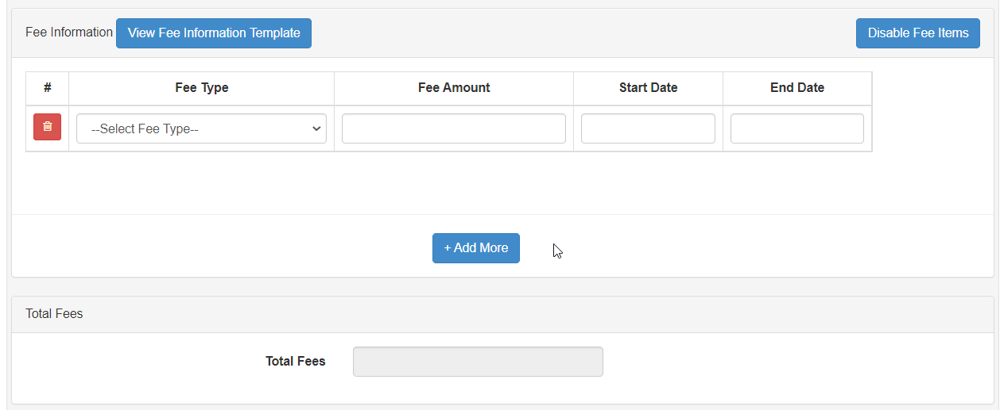 Fee Information View Fee Information Template Disable Fee Items
# Fee Type Fee Amount Start Date End Date
--Select Fee Type--
+ Add More
Total Fees
Total Fees